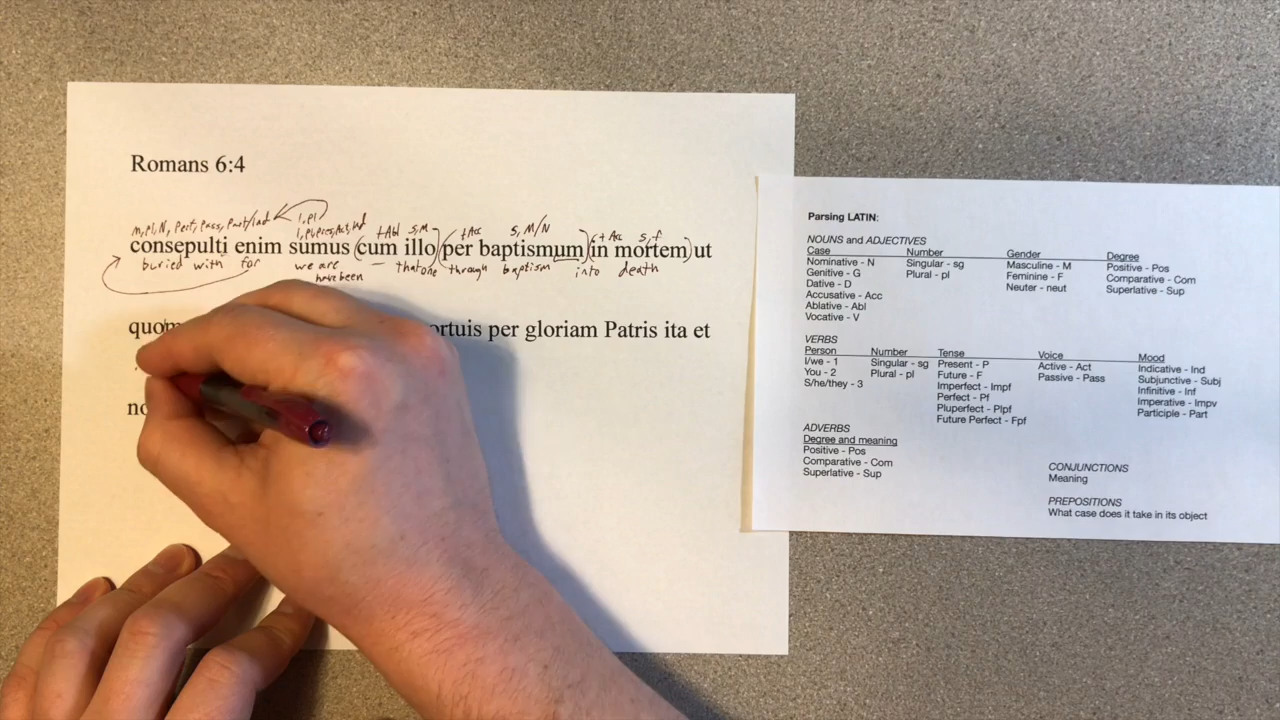 Romans 6:4
m, pl, N, Perf, Pass, Part/ind 1, pl
1, pl, pres, Act, ind +Abl s, M +Acc s, M/N + Acc s, f
consepulti enim sumus (cum illo)(per baptismum)(in mortem) ut
buried with for we are — that one through baptism into death
have been
ortuis per gloriam Patris ita et
Parsing LATIN:
NOUNS and ADJECTIVES
Case Number Gender Degree
Nominative - N Singular - sg Masculine - M Positive - Pos
Genitive - G Plural - pl Feminine - F Comparative - Com
Dative - D Neuter - neut Superlative - Sup
Accusative - Acc
Ablative - Abl
Vocative - V
VERBS
Person Number Tense Voice Mood
I/we - 1 Singular - sg Present - P Active - Act Indicative - Ind
You - 2 Plural - pl Future - F Passive - Pass Subjunctive - Subj
S/he/they - 3 Imperfect - Impf Infinitive - Inf
Perfect - Pf Imperative - Impv
Pluperfect - Plpf Participle - Part
Future Perfect - Fpf
ADVERBS
Degree and meaning
Positive - Pos
Comparative - Com
Superlative - Sup
CONJUNCTIONS
Meaning
PREPOSITIONS
What case does it take in its object